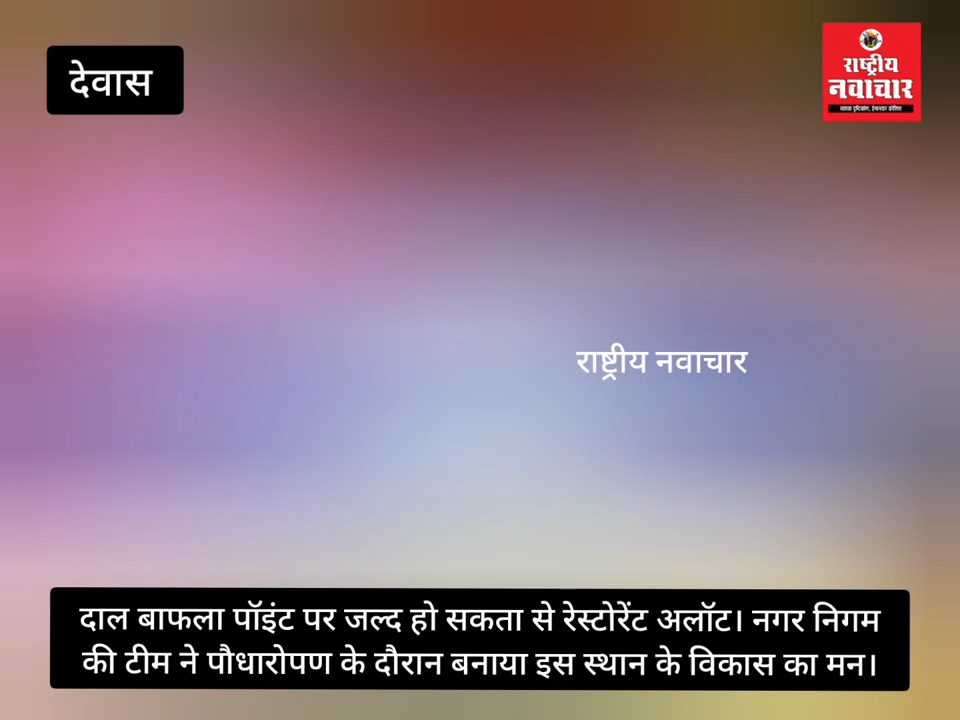 देवास
राष्ट्रीय
नवाचार
राष्ट्रीय नवाचार
दाल बाफला पॉइंट पर जल्द हो सकता से रेस्टोरेंट अलॉट। नगर निगम
की टीम ने पौधारोपण के दौरान बनाया इस स्थान के विकास का मन।